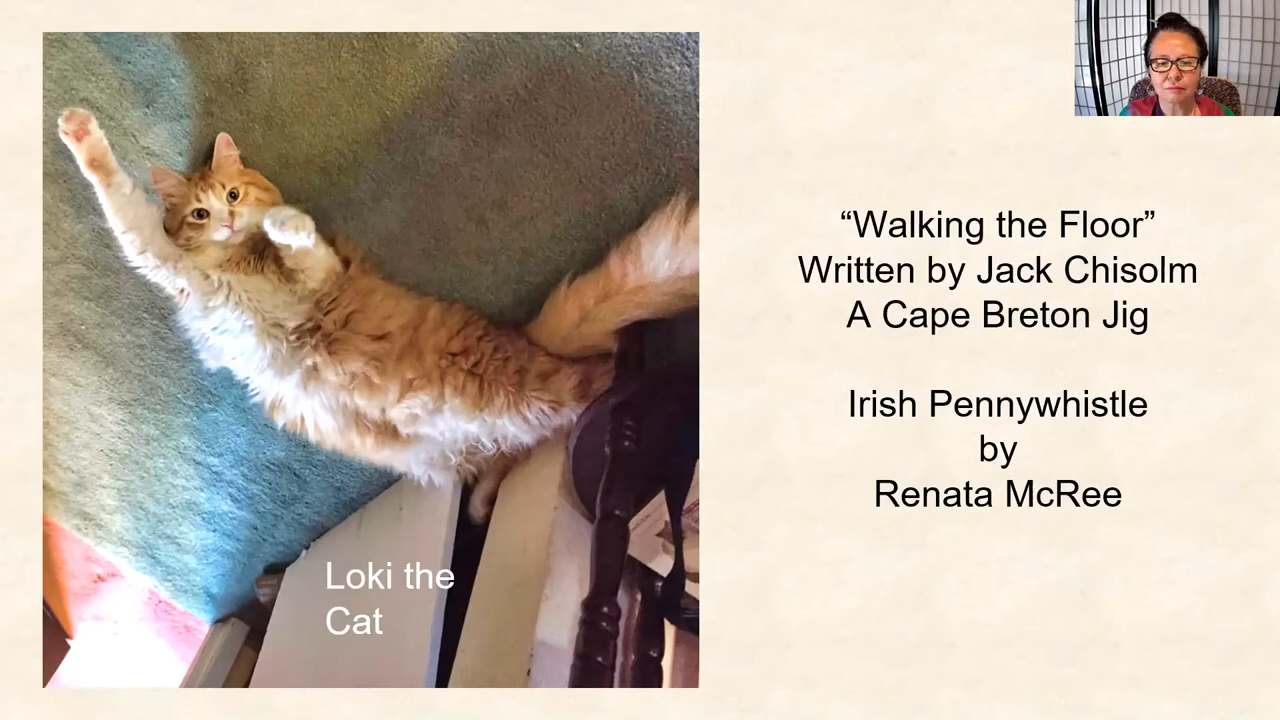 “Walking the Floor”
Written by Jack Chisolm
A Cape Breton Jig
Irish Pennywhistle
by
Renata McRee
Loki the
Cat